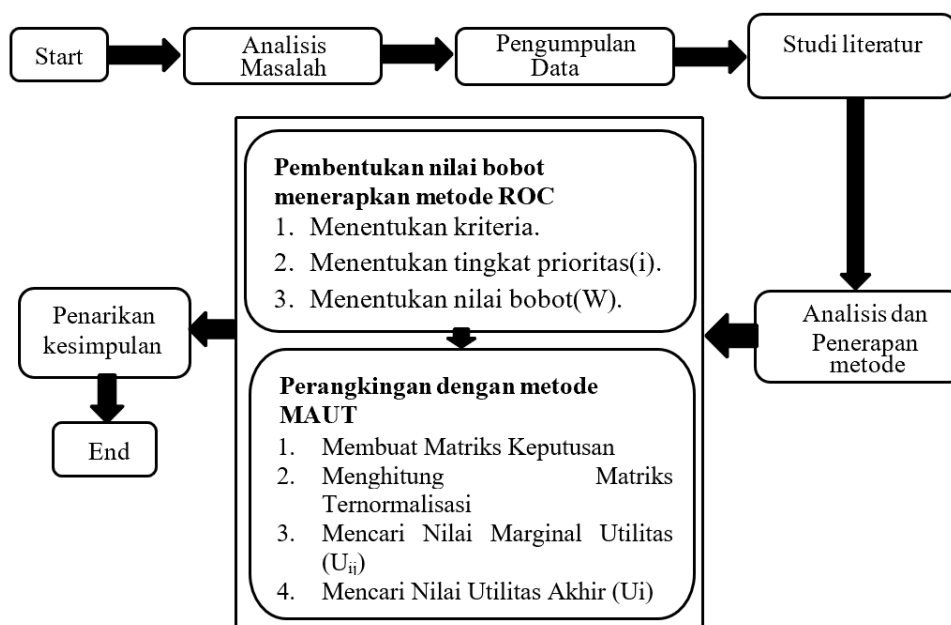 Start
Analisis
Masalah
Pengumpulan
Data
Studi literatur
Analisis dan
Penerapan
metode
Pembentukan nilai bobot
menerapkan metode ROC
1. Menentukan kriteria.
2. Menentukan tingkat prioritas(i).
3. Menentukan nilai bobot(W).
Perangkingan dengan metode
MAUT
1. Membuat Matriks Keputusan
2. Menghitung Matriks
Ternormalisasi
3. Mencari Nilai Marginal Utilitas
(Uᵢⱼ)
4. Mencari Nilai Utilitas Akhir (Ui)
Penarikan
kesimpulan
End